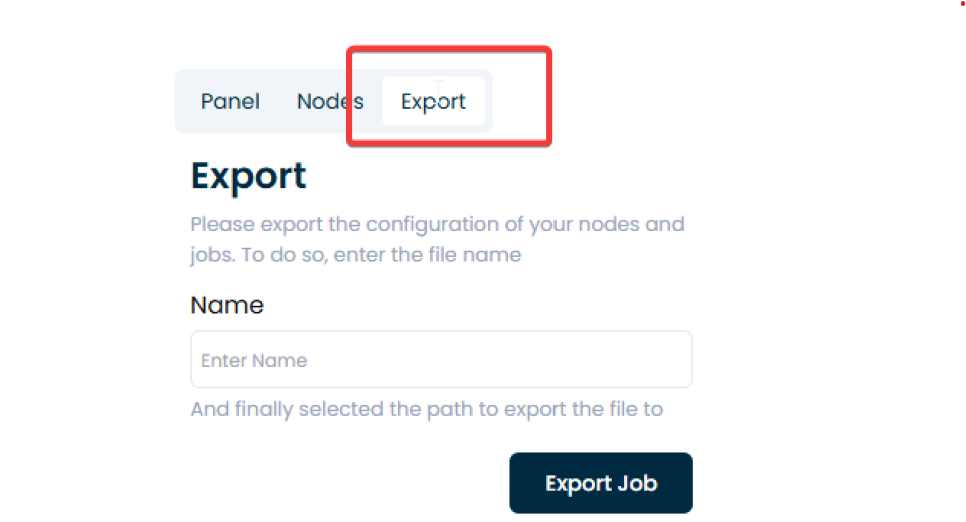 Panel Nodes Export
Export
Please export the configuration of your nodes and
jobs. To do so, enter the file name
Name
Enter Name
And finally selected the path to export the file to
Export Job